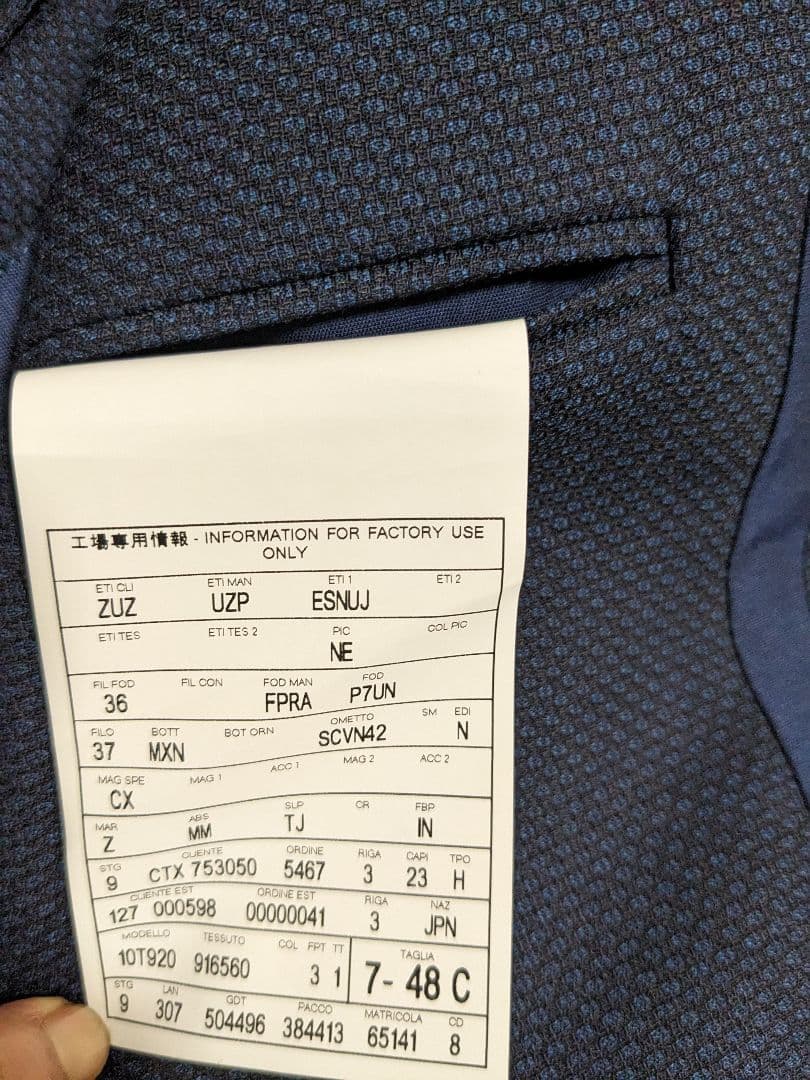 工場專用情報 - INFORMATION FOR FACTORY USE
ONLY
ETI CLI ETI MAN ETI 1 ETI 2
ZUZ UZP ESNUJ
ETI TES ETI TES 2 PIC COL PIC
NE
FIL FOD FIL CON FOD MAN FOD
36 FPRA P7UN
FILO BOTT BOT ORN OMETTO SM EDI
37 MXN SCVN42 N
MAG SPE MAG 1 ACC 1 MAG 2 ACC 2
CX
MAR ABS SLP CR FBP
Z MM TJ IN
STG CLIENTE ORDINE RIGA CAPI TPO
9 CTX 753050 5467 3 23 H
CLIENTE EST ORDINE EST RIGA NAZ
127 000598 00000041 3 JPN
MODELLO TESSUTO COL FPT TT TAGLIA
10T920 916560 3 1 7- 48 C
STG LAN GDT PACCO MATRICOLA CD
9 307 504496 384413 65141 8